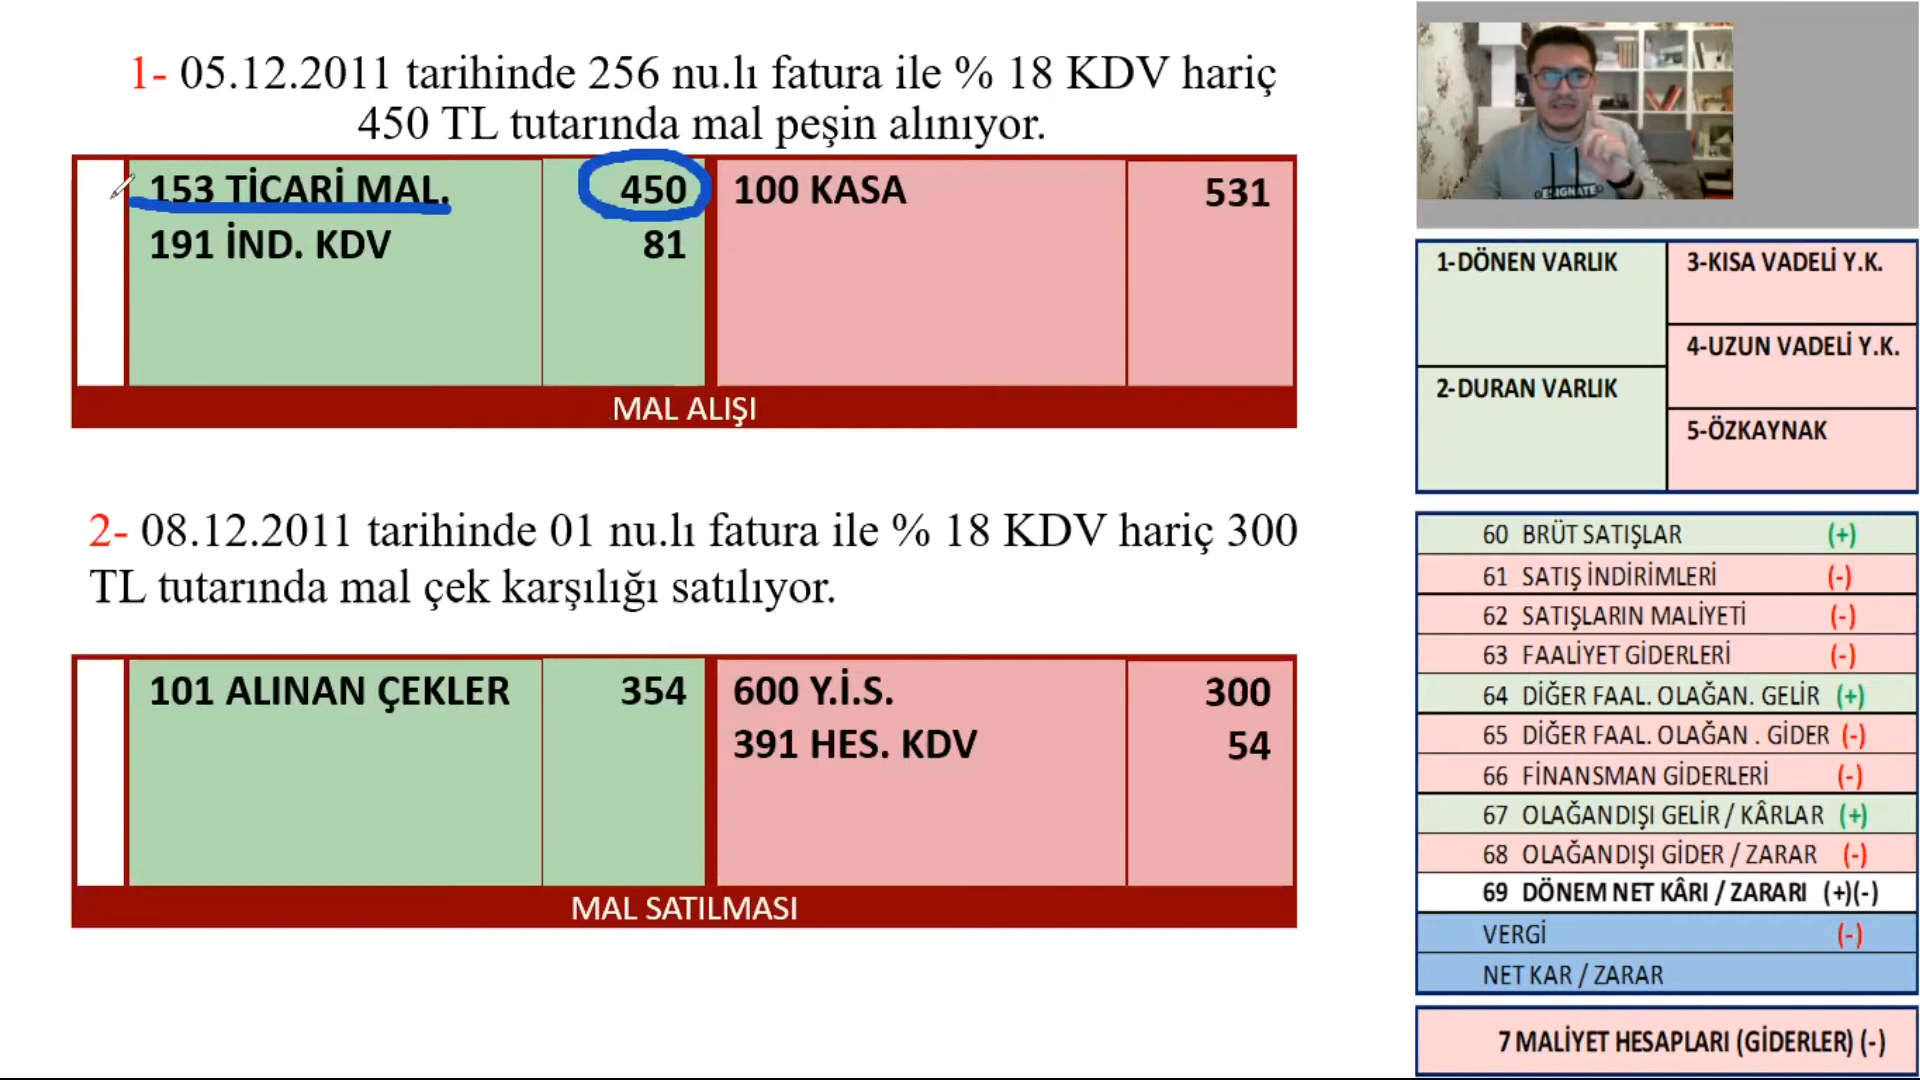 1- 05.12.2011 tarihinde 256 nu.lı fatura ile % 18 KDV hariç
450 TL tutarında mal peşin alınıyor.
153 TİCARİ MAL. 450 100 KASA 531
191 İND. KDV 81
MAL ALIŞI
2- 08.12.2011 tarihinde 01 nu.lı fatura ile % 18 KDV hariç 300
TL tutarında mal çek karşılığı satılıyor.
101 ALINAN ÇEKLER 354 600 Y.İ.S. 300
391 HES. KDV 54
MAL SATILMASI
ESIGNATE
1-DÖNEN VARLIK
2-DURAN VARLIK
3-KISA VADELİ Y.K.
4-UZUN VADELİ Y.K.
5-ÖZKAYNAK
60 BRÜT SATIŞLAR (+)
61 SATIŞ İNDİRİMLERİ (-)
62 SATIŞLARIN MALİYETİ (-)
63 FAALİYET GİDERLERİ (-)
64 DİĞER FAAL. OLAĞAN. GELİR (+)
65 DİĞER FAAL. OLAĞAN . GİDER (-)
66 FİNANSMAN GİDERLERİ (-)
67 OLAĞANDIŞI GELİR / KÂRLAR (+)
68 OLAĞANDIŞI GİDER / ZARAR (-)
69 DÖNEM NET KÂRI / ZARARI (+)(-)
VERGİ (-)
NET KAR / ZARAR
7 MALİYET HESAPLARI (GİDERLER) (-)